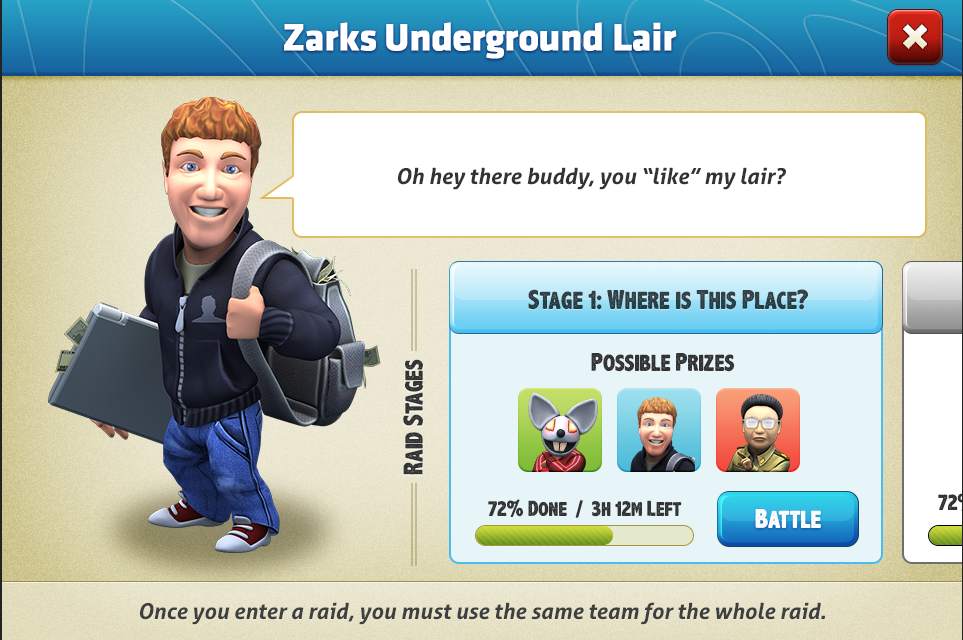 Zarks Underground Lair
Oh hey there buddy, you “like” my lair?
RAID STAGES
STAGE 1: WHERE IS THIS PLACE?
POSSIBLE PRIZES
72% DONE / 3H 12M LEFT
BATTLE
72%
Once you enter a raid, you must use the same team for the whole raid.